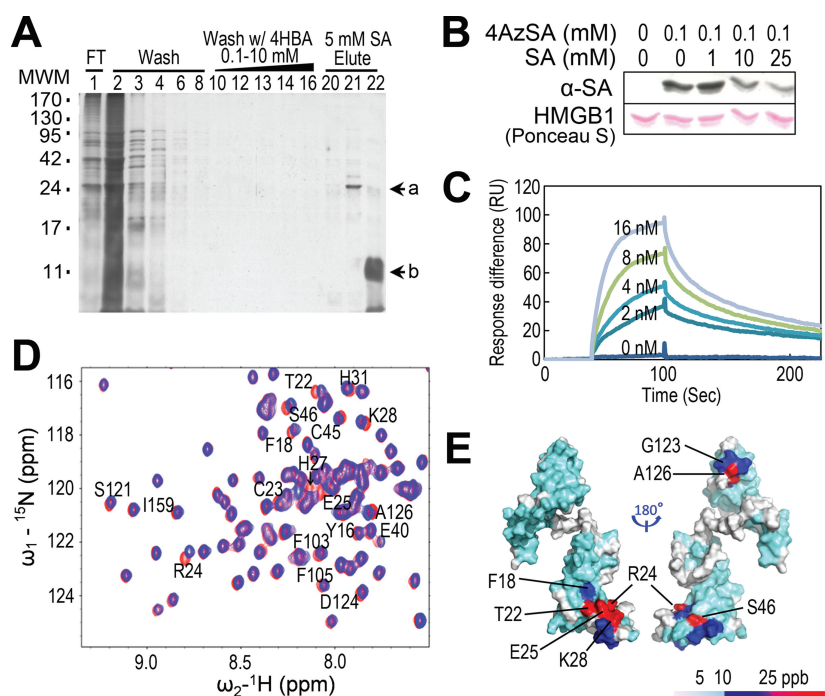 A
Wash w/ 4HBA 5 mM SA
FT Wash 0.1-10 mM Elute
MWM 1 2 3 4 6 8 10 12 13 14 16 20 21 22
170
130
95
42
24
17
11
a
b
B
4AzSA (mM) 0 0.1 0.1 0.1 0.1
SA (mM) 0 0 1 10 25
α-SA
HMGB1
(Ponceau S)
C
Response difference (RU)
120
100
80
60
40
20
0
16 nM
8 nM
4 nM
2 nM
0 nM
0 100 200
Time (Sec)
D
ω1 - 15N (ppm)
116
118
120
122
124
T22 H31
S46 K28
F18 C45
H27
S121 I159 C23 E25 A126
Y16 E40
R24 F103
F105
D124
9.0 8.5 8.0
ω2-1H (ppm)
E
G123
A126
180°
F18 R24
T22 S46
E25
K28
5 10 25 ppb